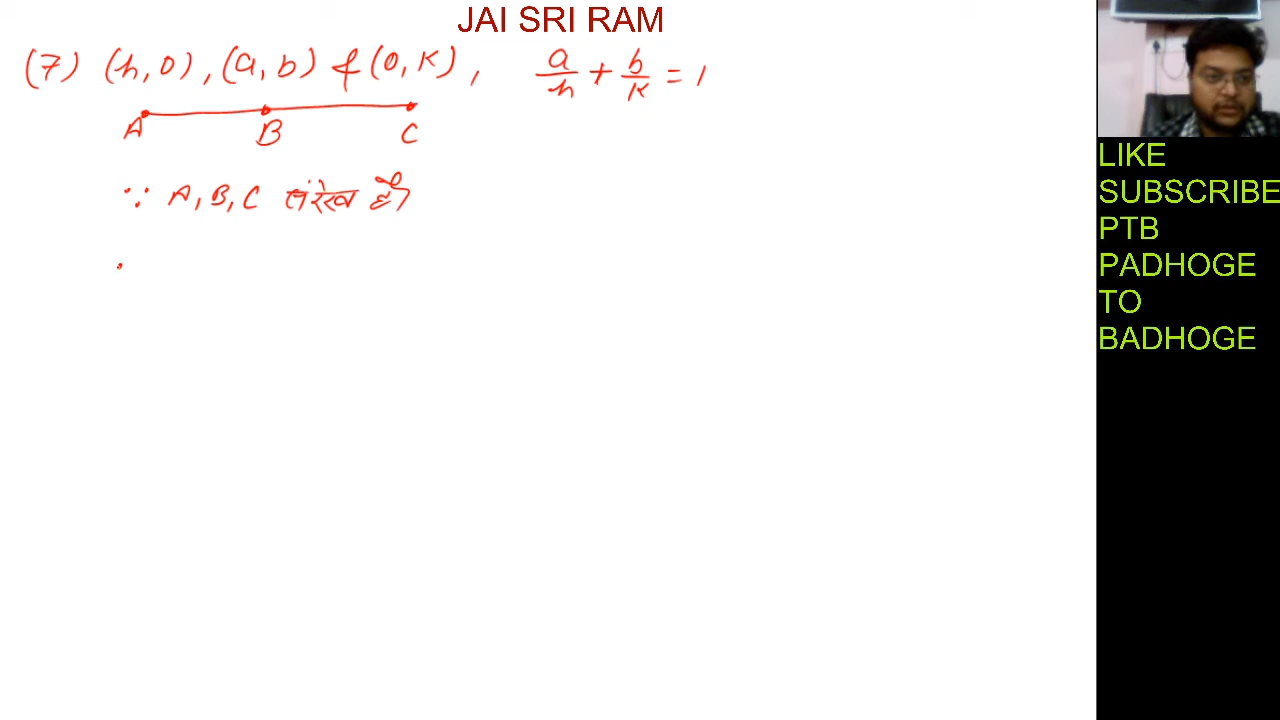 JAI SRI RAM
(7) (h, 0), (a, b) & (0, K), a/h + b/K = 1
A B C
∵ A, B, C संरेख है।
LIKE
SUBSCRIBE
PTB
PADHOGE
TO
BADHOGE